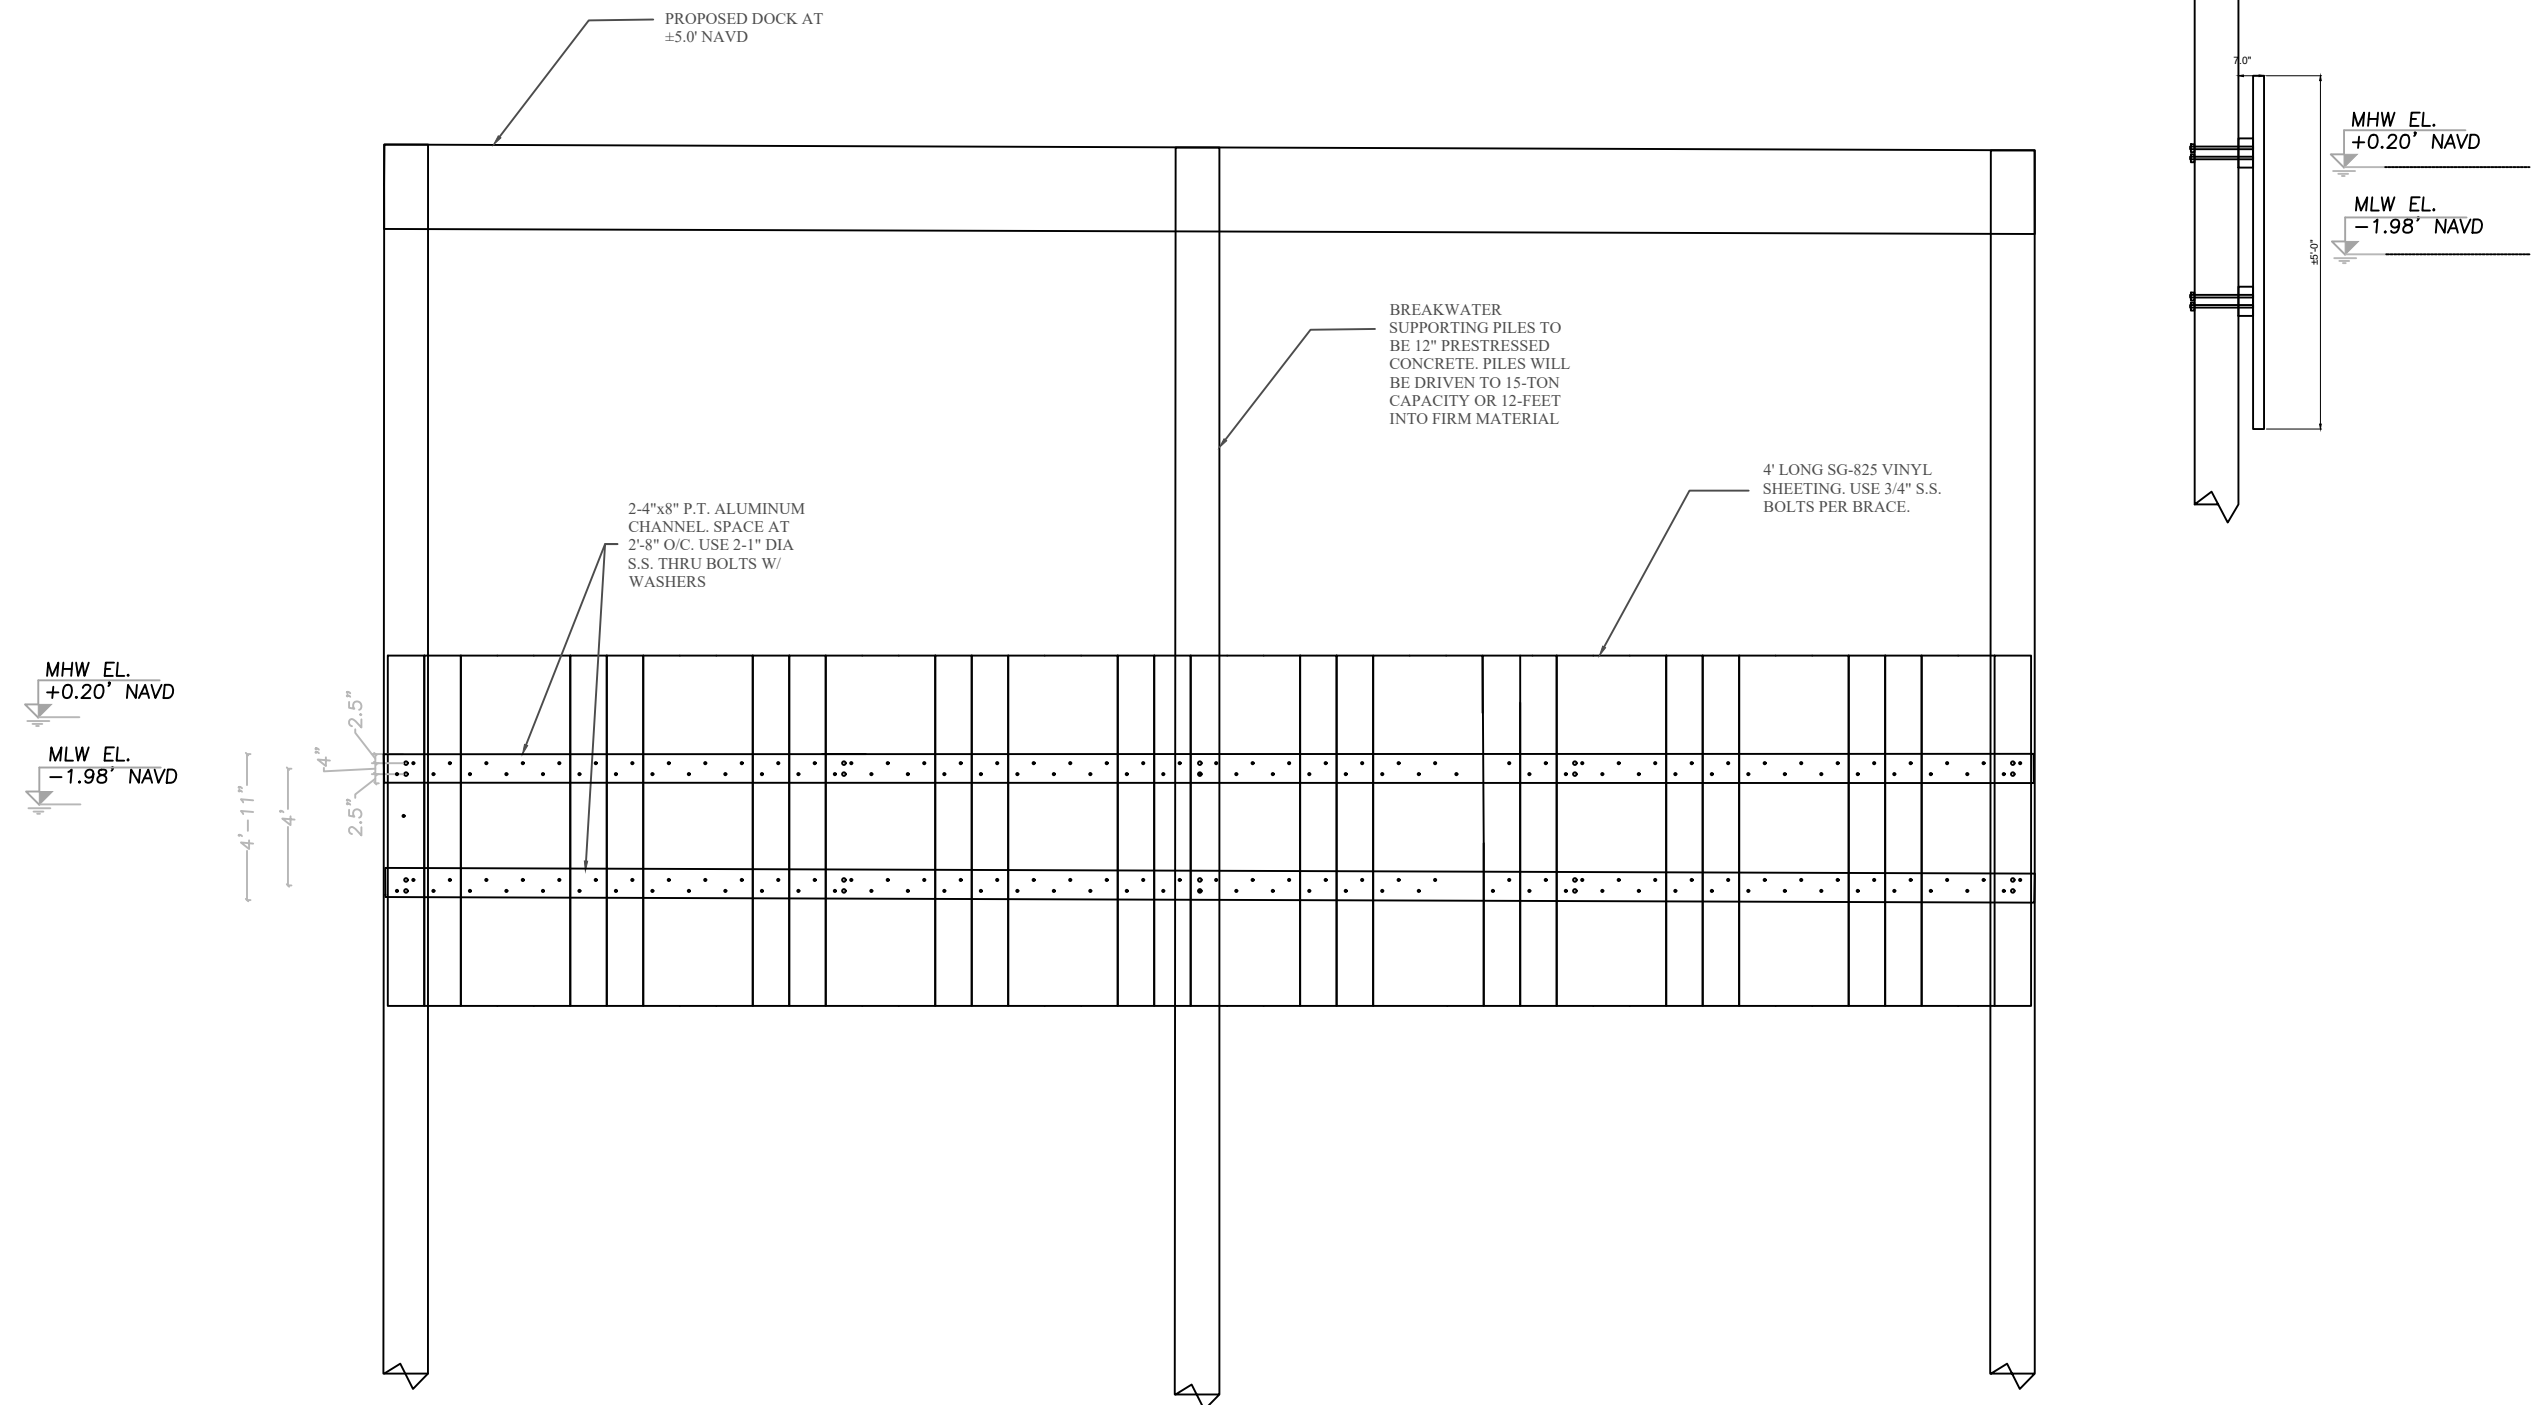 PROPOSED DOCK AT
±5.0' NAVD
7.0"
MHW EL.
+0.20' NAVD
MLW EL.
-1.98' NAVD
±5'-0"
BREAKWATER
SUPPORTING PILES TO
BE 12" PRESTRESSED
CONCRETE. PILES WILL
BE DRIVEN TO 15-TON
CAPACITY OR 12-FEET
INTO FIRM MATERIAL
4' LONG SG-825 VINYL
SHEETING. USE 3/4" S.S.
BOLTS PER BRACE.
2-4"x8" P.T. ALUMINUM
CHANNEL. SPACE AT
2'-8" O/C. USE 2-1" DIA
S.S. THRU BOLTS W/
WASHERS
MHW EL.
+0.20' NAVD
MLW EL.
-1.98' NAVD
2.5"
4"
2.5"
4'-11"
4'